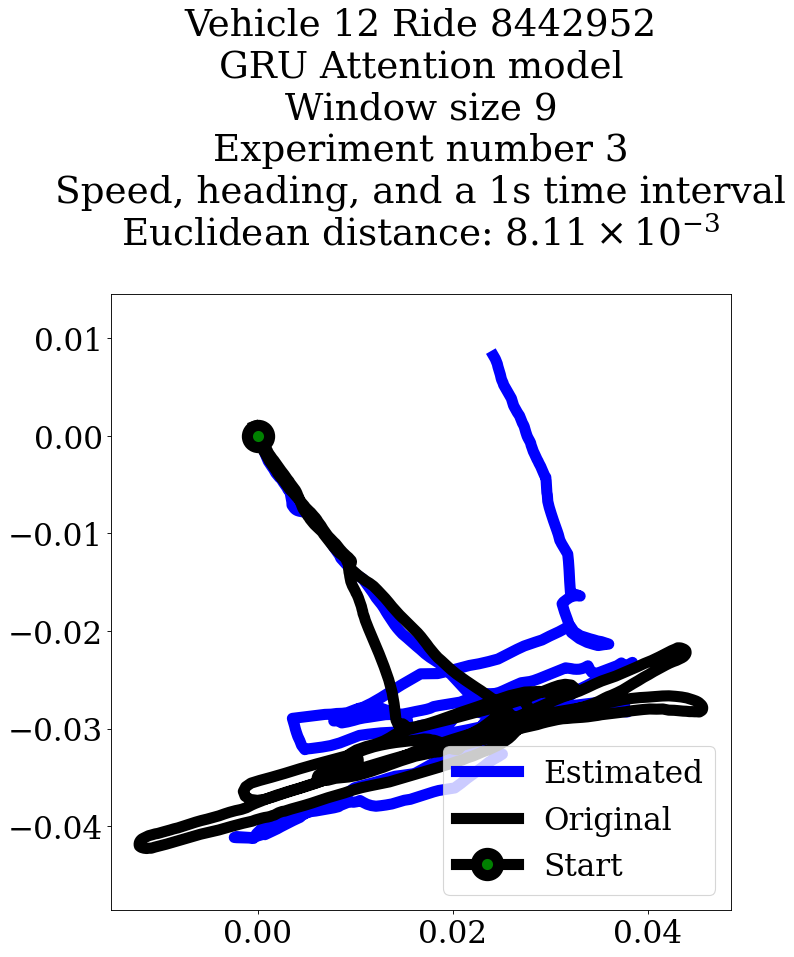 Vehicle 12 Ride 8442952
GRU Attention model
Window size 9
Experiment number 3
Speed, heading, and a 1s time interval
Euclidean distance: 8.11 × 10⁻³
0.01
0.00
−0.01
−0.02
−0.03
−0.04
Estimated
Original
Start
0.00 0.02 0.04